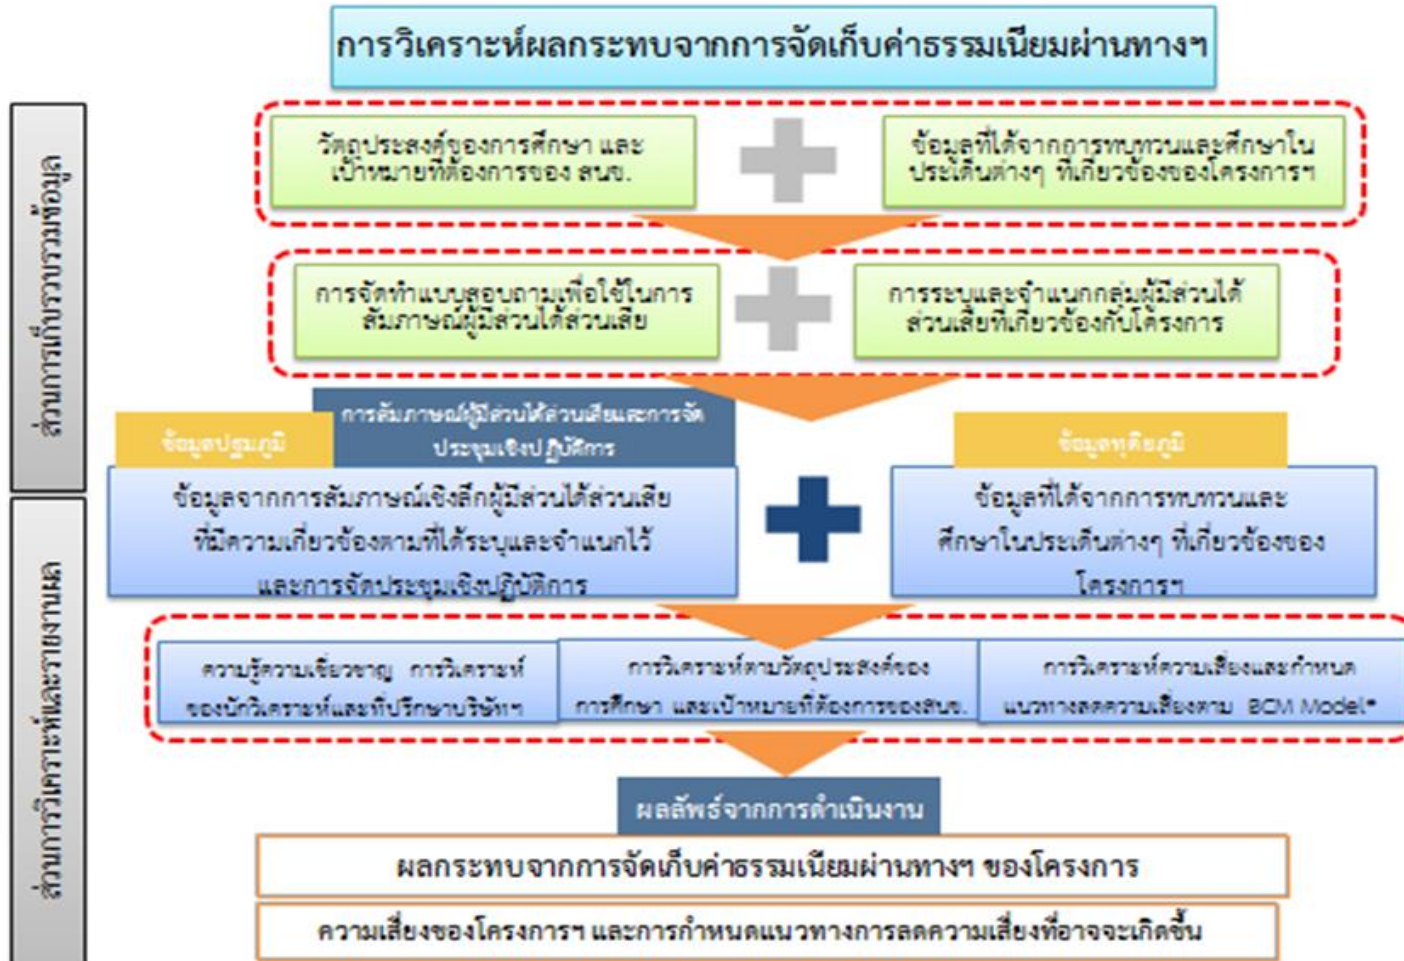 การวิเคราะห์ผลกระทบจากการจัดเก็บค่าธรรมเนียมผ่านทางฯ
ส่วนการเก็บรวบรวมข้อมูล
วัตถุประสงค์ของการศึกษา และ
เป้าหมายที่ต้องการของ สนข.
ข้อมูลที่ได้จากการทบทวนและศึกษาใน
ประเด็นต่างๆ ที่เกี่ยวข้องของโครงการฯ
การจัดทำแบบสอบถามเพื่อใช้ในการ
สัมภาษณ์ผู้มีส่วนได้ส่วนเสีย
การระบุและจำแนกกลุ่มผู้มีส่วนได้
ส่วนเสียที่เกี่ยวข้องกับโครงการ
ข้อมูลปฐมภูมิ
การสัมภาษณ์ผู้มีส่วนได้ส่วนเสียและการจัด
ประชุมเชิงปฏิบัติการ
ข้อมูลทุติยภูมิ
ข้อมูลจากการสัมภาษณ์เชิงลึกผู้มีส่วนได้ส่วนเสีย
ที่มีความเกี่ยวข้องตามที่ได้ระบุและจำแนกไว้
และการจัดประชุมเชิงปฏิบัติการ
ข้อมูลที่ได้จากการทบทวนและ
ศึกษาในประเด็นต่างๆ ที่เกี่ยวข้องของ
โครงการฯ
ส่วนการวิเคราะห์และรายงานผล
ความรู้ความเชี่ยวชาญ การวิเคราะห์
ของนักวิเคราะห์และที่ปรึกษาบริษัทฯ
การวิเคราะห์ตามวัตถุประสงค์ของ
การศึกษา และเป้าหมายที่ต้องการของสนข.
การวิเคราะห์ความเสี่ยงและกำหนด
แนวทางลดความเสี่ยงตาม BCM Model*
ผลลัพธ์จากการดำเนินงาน
ผลกระทบจากการจัดเก็บค่าธรรมเนียมผ่านทางฯ ของโครงการ
ความเสี่ยงของโครงการฯ และการกำหนดแนวทางการลดความเสี่ยงที่อาจจะเกิดขึ้น